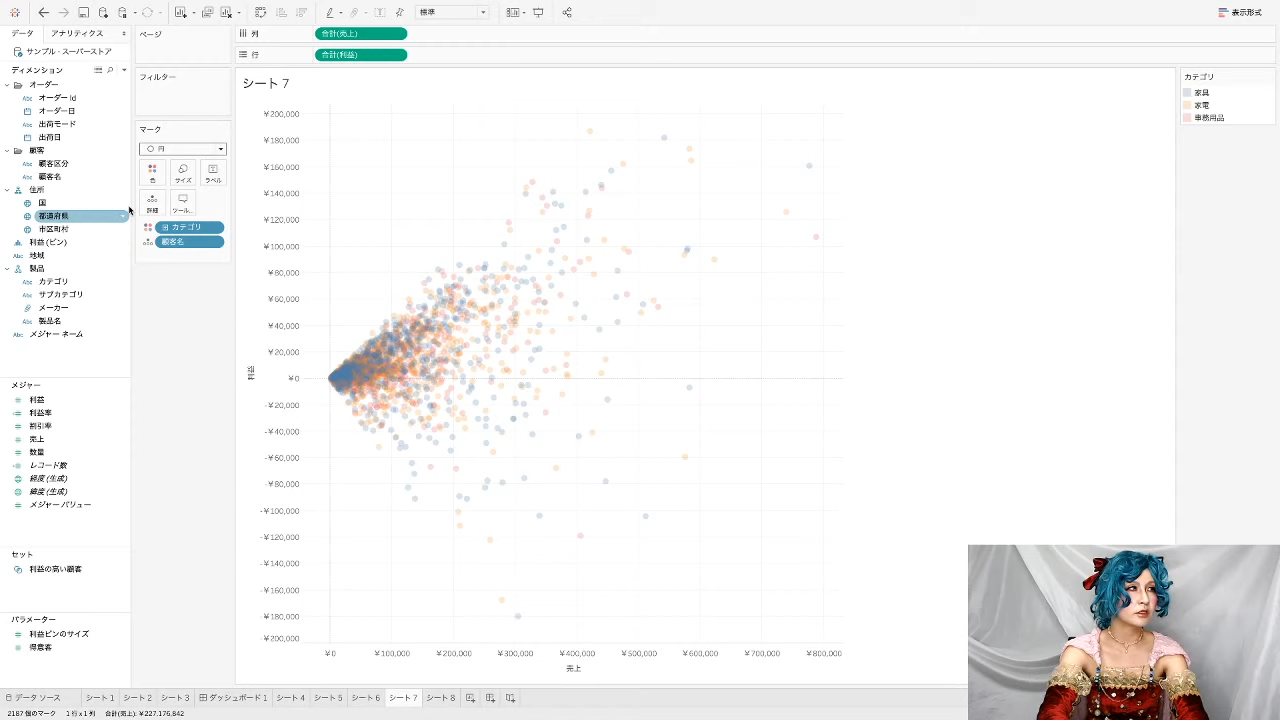 標準
表示形式
データ
アナリティクス
サンプル - スーパーストア
ディメンション
オーダー
Abc オーダー Id
オーダー日
Abc 出荷モード
出荷日
顧客
Abc 顧客区分
Abc 顧客名
住所
国
都道府県
市区町村
利益 (ビン)
Abc 地域
製品
Abc カテゴリ
Abc サブカテゴリ
メーカー
Abc 製品名
Abc メジャー ネーム
メジャー
利益
利益率
割引率
売上
数量
レコード数
経度 (生成)
緯度 (生成)
メジャー バリュー
セット
利益の高い顧客
パラメーター
利益ビンのサイズ
得意客
ページ
フィルター
マーク
円
色
サイズ
ラベル
詳細
ツール..
カテゴリ
顧客名
列
合計(売上)
行
合計(利益)
シート 7
¥200,000
¥180,000
¥160,000
¥140,000
¥120,000
¥100,000
¥80,000
¥60,000
¥40,000
¥20,000
¥0
-¥20,000
-¥40,000
-¥60,000
-¥80,000
-¥100,000
-¥120,000
-¥140,000
-¥160,000
-¥180,000
-¥200,000
利益
¥0
¥100,000
¥200,000
¥300,000
¥400,000
¥500,000
¥600,000
¥700,000
¥800,000
売上
カテゴリ
家具
家電
事務用品
データ ソース
シート 1
シート 2
シート 3
ダッシュボード 1
シート 4
シート 5
シート 6
シート 7
シート 8
2187 個のマーク 1 行 x 1 列 合計(売上): ¥227,176,842